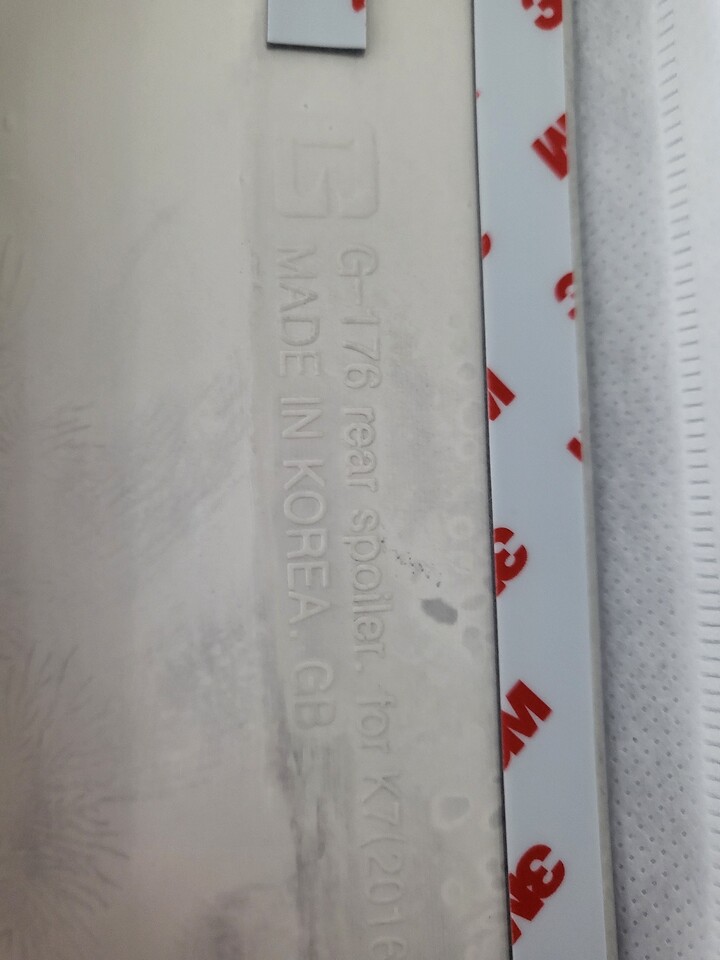 G-176 rear spoiler. for K7(2016
MADE IN KOREA. GB
3M
3M
3M
3M